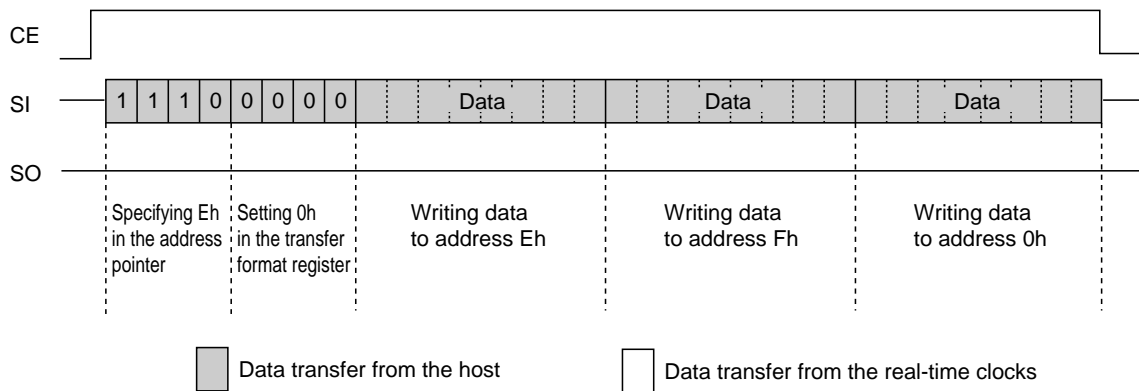 CE
SI 1 1 1 0 0 0 0 0 Data Data Data
SO
Specifying Eh
in the address
pointer
Setting 0h
in the transfer
format register
Writing data
to address Eh
Writing data
to address Fh
Writing data
to address 0h
Data transfer from the host
Data transfer from the real-time clocks